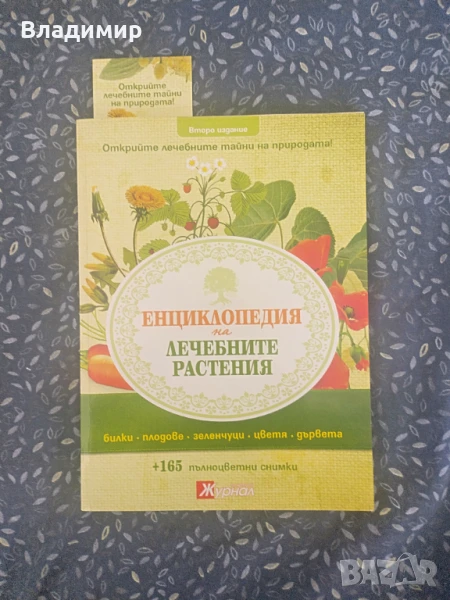 Владимир
Открийте
лечебните тайни
на природата!
Второ издание
Открийте лечебните тайни на природата!
ЕНЦИКЛОПЕДИЯ
на
ЛЕЧЕБНИТЕ
РАСТЕНИЯ
билки • плодове • зеленчуци • цветя • дървета
+165 пълноцветни снимки
Журнал
BAZAR